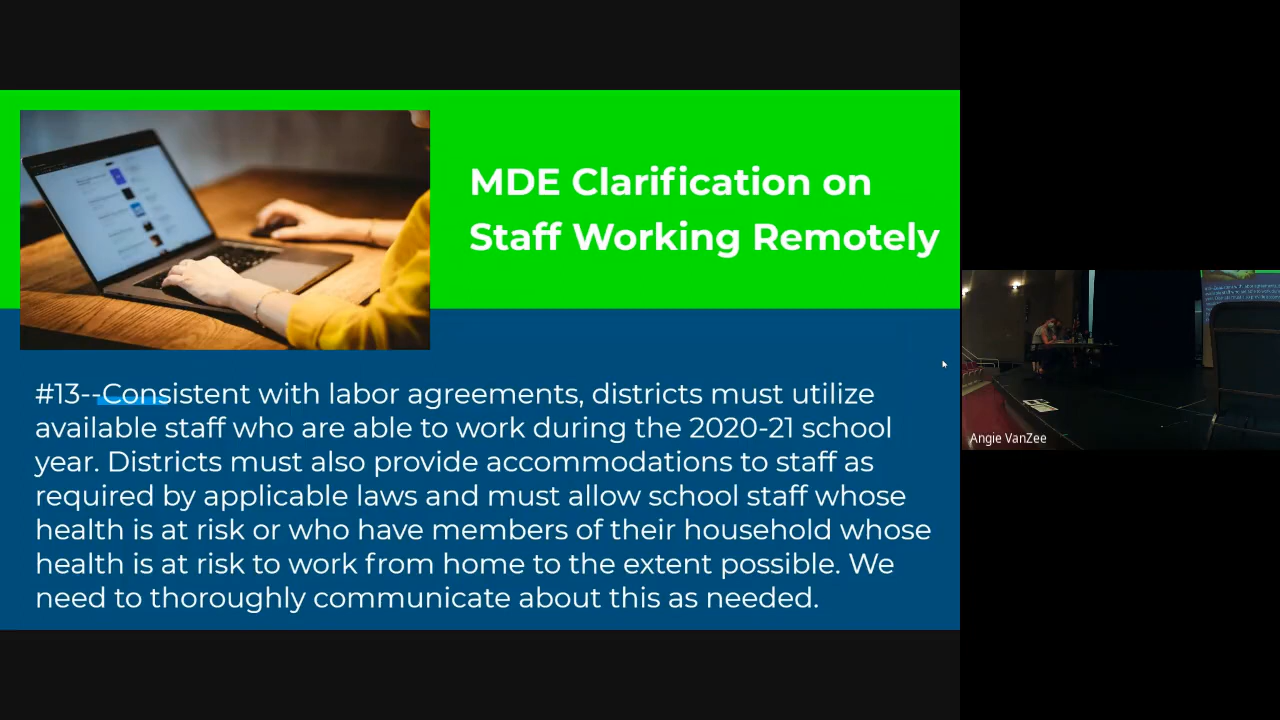 MDE Clarification on
Staff Working Remotely
#13--Consistent with labor agreements, districts must utilize
available staff who are able to work during the 2020-21 school
year. Districts must also provide accommodations to staff as
required by applicable laws and must allow school staff whose
health is at risk or who have members of their household whose
health is at risk to work from home to the extent possible. We
need to thoroughly communicate about this as needed.
Angie VanZee